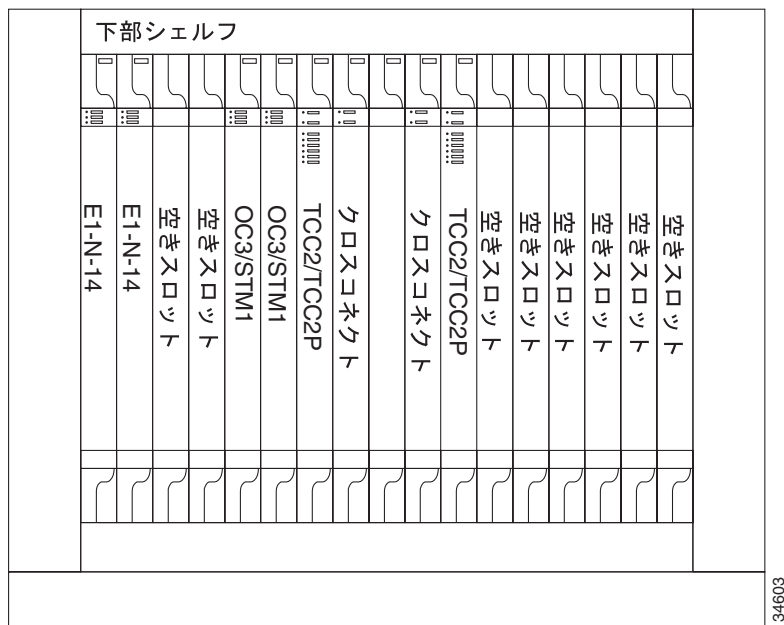 下部シェルフ
E1-N-14
E1-N-14
空きスロット
空きスロット
OC3/STM1
OC3/STM1
TCC2/TCC2P
クロスコネクト
クロスコネクト
TCC2/TCC2P
空きスロット
空きスロット
空きスロット
空きスロット
空きスロット
空きスロット
34603